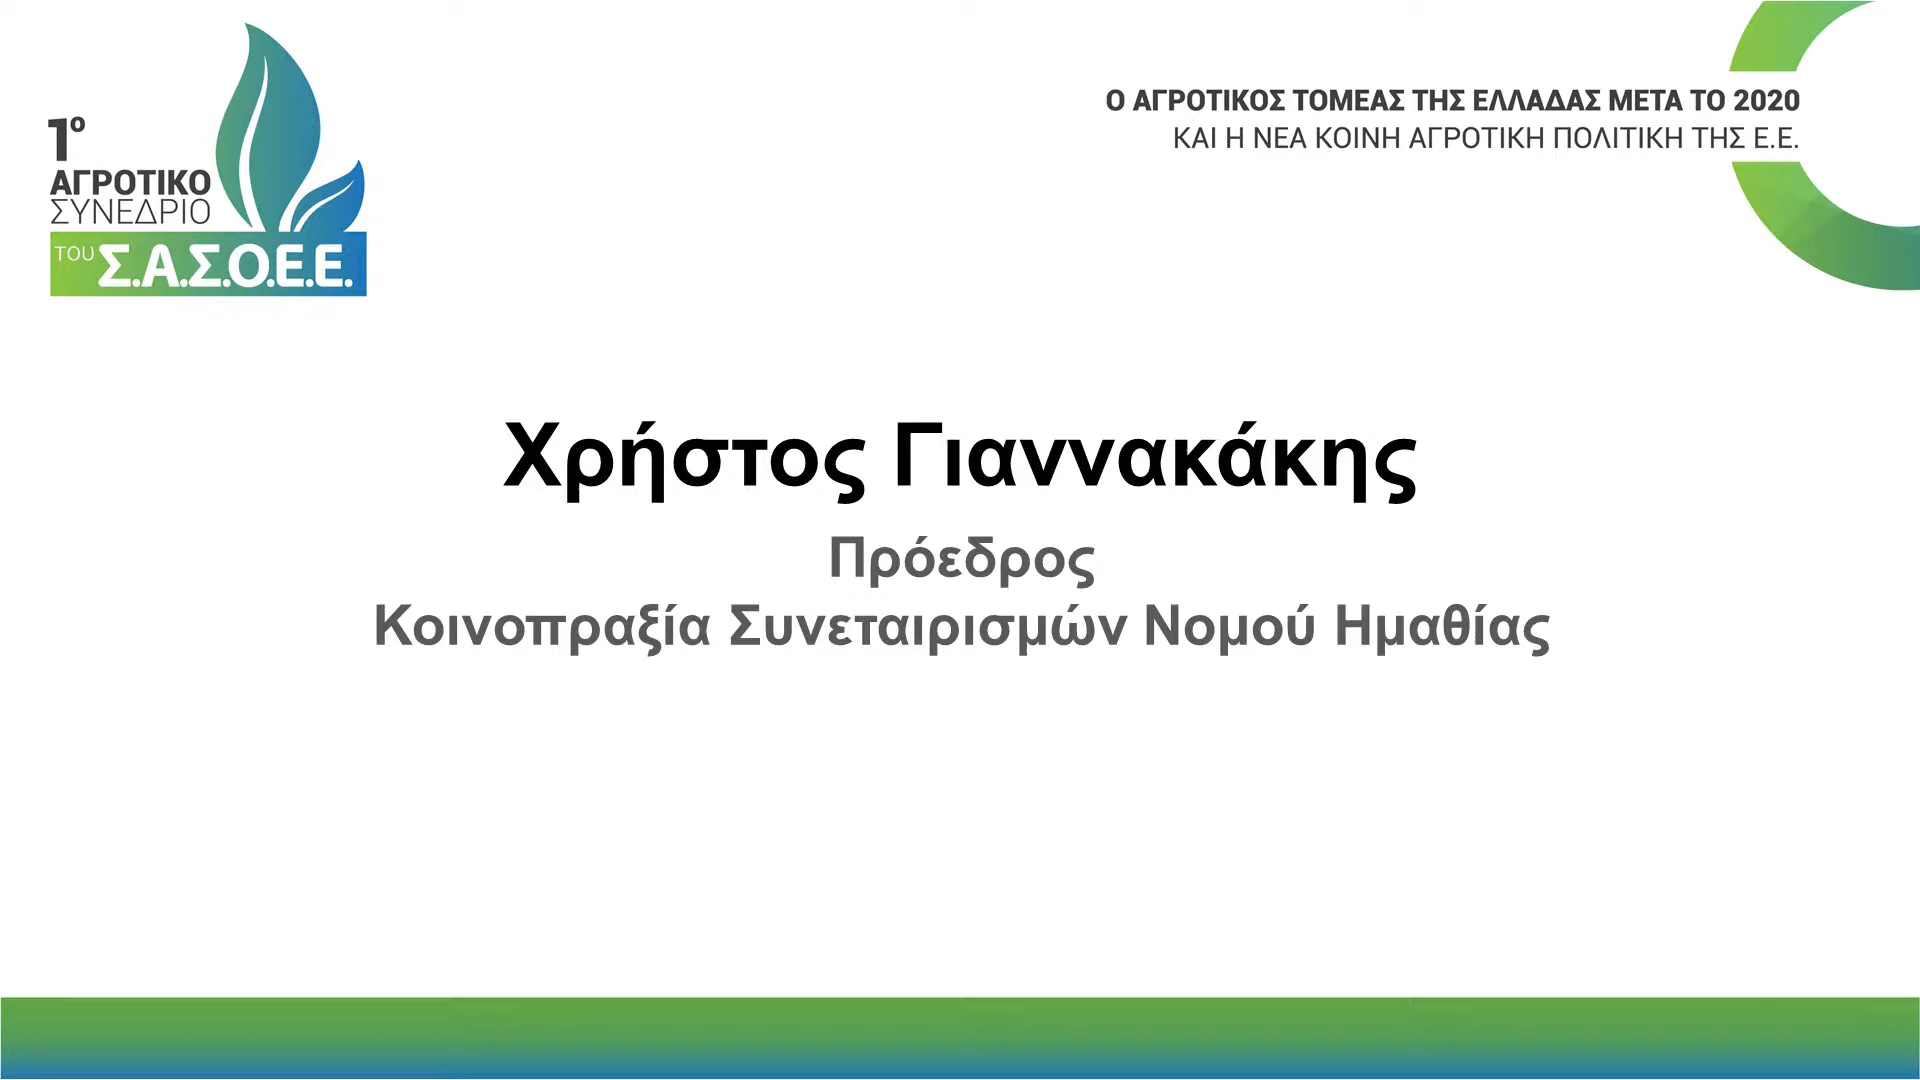 1ο
ΑΓΡΟΤΙΚΟ
ΣΥΝΕΔΡΙΟ
ΤΟΥ Σ.Α.Σ.Ο.Ε.Ε.
Ο ΑΓΡΟΤΙΚΟΣ ΤΟΜΕΑΣ ΤΗΣ ΕΛΛΑΔΑΣ ΜΕΤΑ ΤΟ 2020
ΚΑΙ Η ΝΕΑ ΚΟΙΝΗ ΑΓΡΟΤΙΚΗ ΠΟΛΙΤΙΚΗ ΤΗΣ Ε.Ε.
Χρήστος Γιαννακάκης
Πρόεδρος
Κοινοπραξία Συνεταιρισμών Νομού Ημαθίας